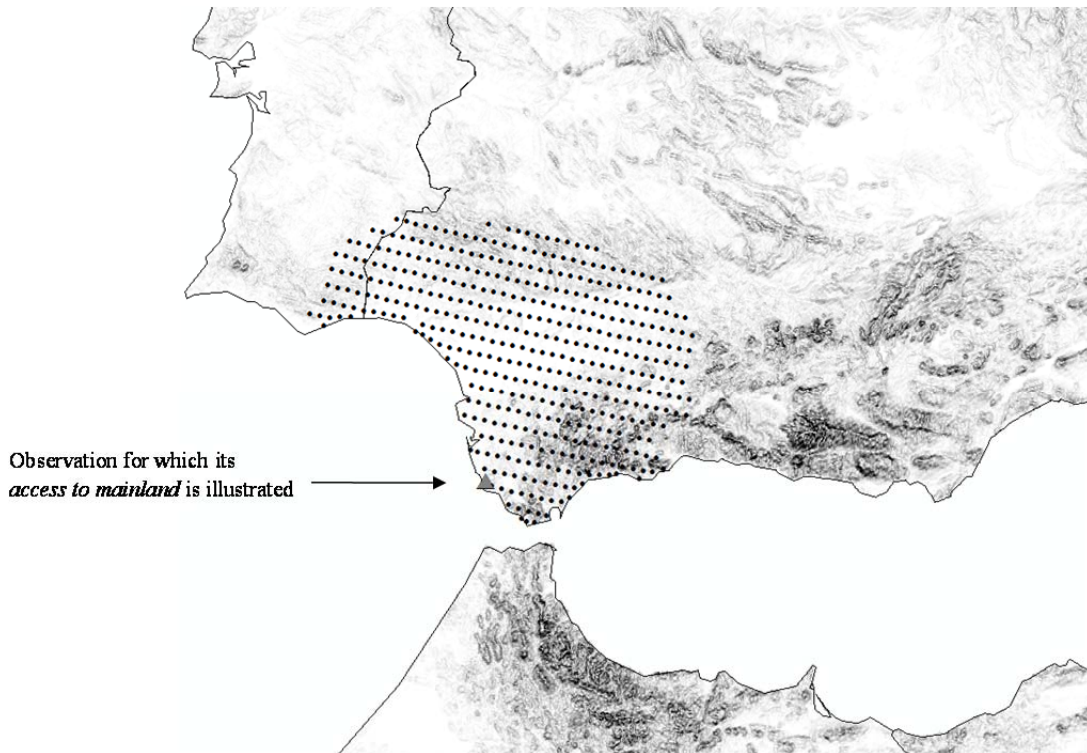 Observation for which its
access to mainland is illustrated